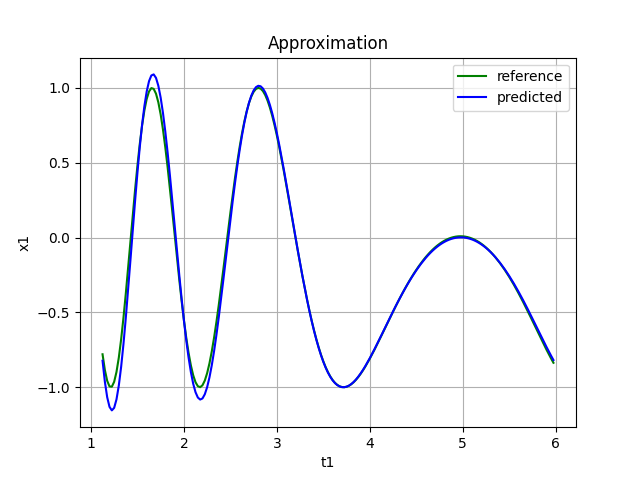 Approximation
reference
predicted
1.0
0.5
0.0
−0.5
−1.0
x1
1 2 3 4 5 6
t1